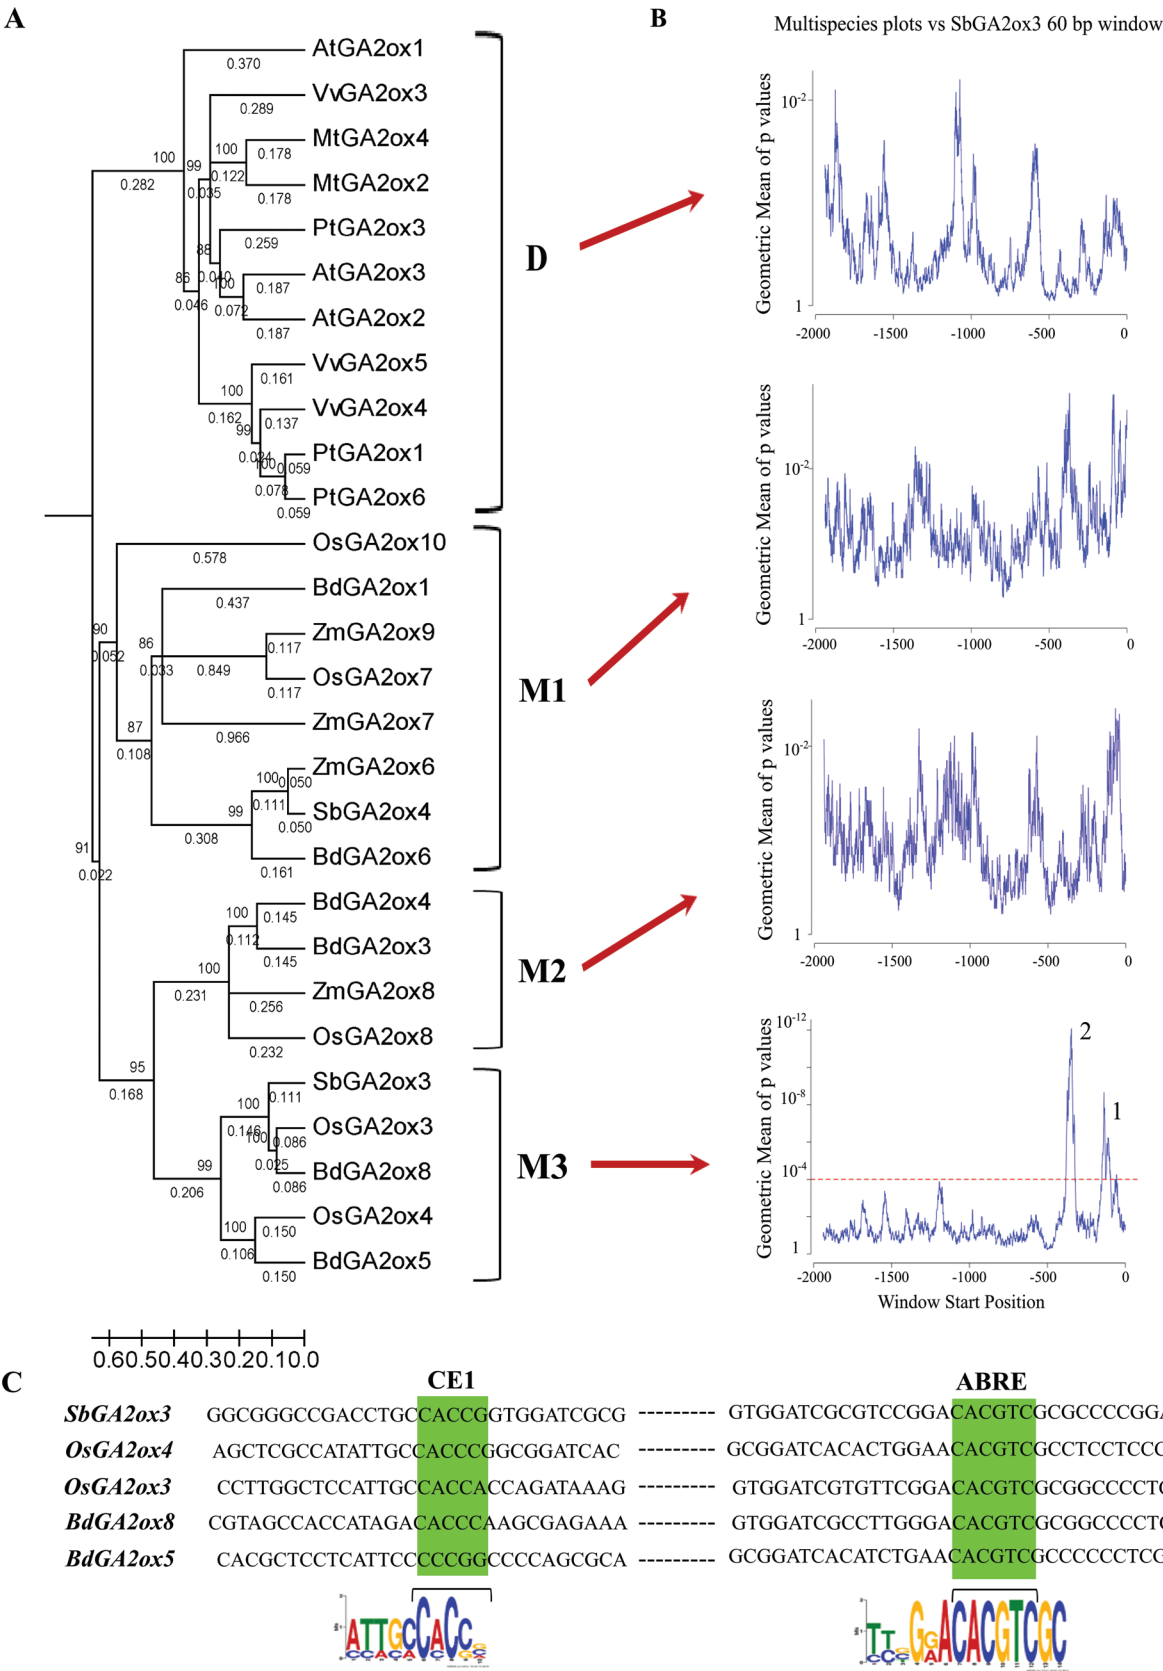 A
AtGA2ox1
0.370
VvGA2ox3
0.289
MtGA2ox4
100
0.178
0.122
MtGA2ox2
0.178
100
0.282
99
0.035
PtGA2ox3
0.259
88
0.040
AtGA2ox3
0.187
100
0.072
AtGA2ox2
0.187
86
0.046
VvGA2ox5
0.161
100
0.162
VvGA2ox4
0.137
99
0.024
PtGA2ox1
0.059
100
0.078
PtGA2ox6
0.059
D
OsGA2ox10
0.578
BdGA2ox1
0.437
90
0.052
ZmGA2ox9
0.117
86
0.033
0.849
OsGA2ox7
0.117
ZmGA2ox7
0.966
87
0.108
ZmGA2ox6
100
0.050
0.111
SbGA2ox4
0.050
99
0.308
BdGA2ox6
0.161
M1
91
0.022
BdGA2ox4
100
0.145
0.112
BdGA2ox3
0.145
100
0.231
ZmGA2ox8
0.256
OsGA2ox8
0.232
M2
95
0.168
SbGA2ox3
0.111
100
0.146
OsGA2ox3
100
0.086
0.025
BdGA2ox8
0.086
99
0.206
OsGA2ox4
100
0.150
0.106
BdGA2ox5
0.150
M3
0.60.50.40.30.20.10.0
B
Multispecies plots vs SbGA2ox3 60 bp window
Geometric Mean of p values
10-2
1
-2000 -1500 -1000 -500 0
Geometric Mean of p values
10-2
1
-2000 -1500 -1000 -500 0
Geometric Mean of p values
10-2
1
-2000 -1500 -1000 -500 0
Geometric Mean of p values
10-12
10-8
10-4
1
2
1
-2000 -1500 -1000 -500 0
Window Start Position
C
CE1 ABRE
SbGA2ox3 GGCGGGCCGACCTGCCACCGGTGGATCGCG --------- GTGGATCGCGTCCGGACACGTCGCGCCCCGGA
OsGA2ox4 AGCTCGCCATATTGCCACCCGGCGGATCAC --------- GCGGATCACACTGGAACACGTCGCCTCCTCCC
OsGA2ox3 CCTTGGCTCCATTGCCACCACCAGATAAAG --------- GTGGATCGTGTTCGGACACGTCGCGGCCCCTC
BdGA2ox8 CGTAGCCACCATAGACACCCAAGCGAGAAA --------- GTGGATCGCCTTGGGACACGTCGCGGCCCCTC
BdGA2ox5 CACGCTCCTCATTCCCCCGGCCCCAGCGCA --------- GCGGATCACATCTGAACACGTCGCCCCCCTCG
ATTGCCACC
TTGGACACGTCGC